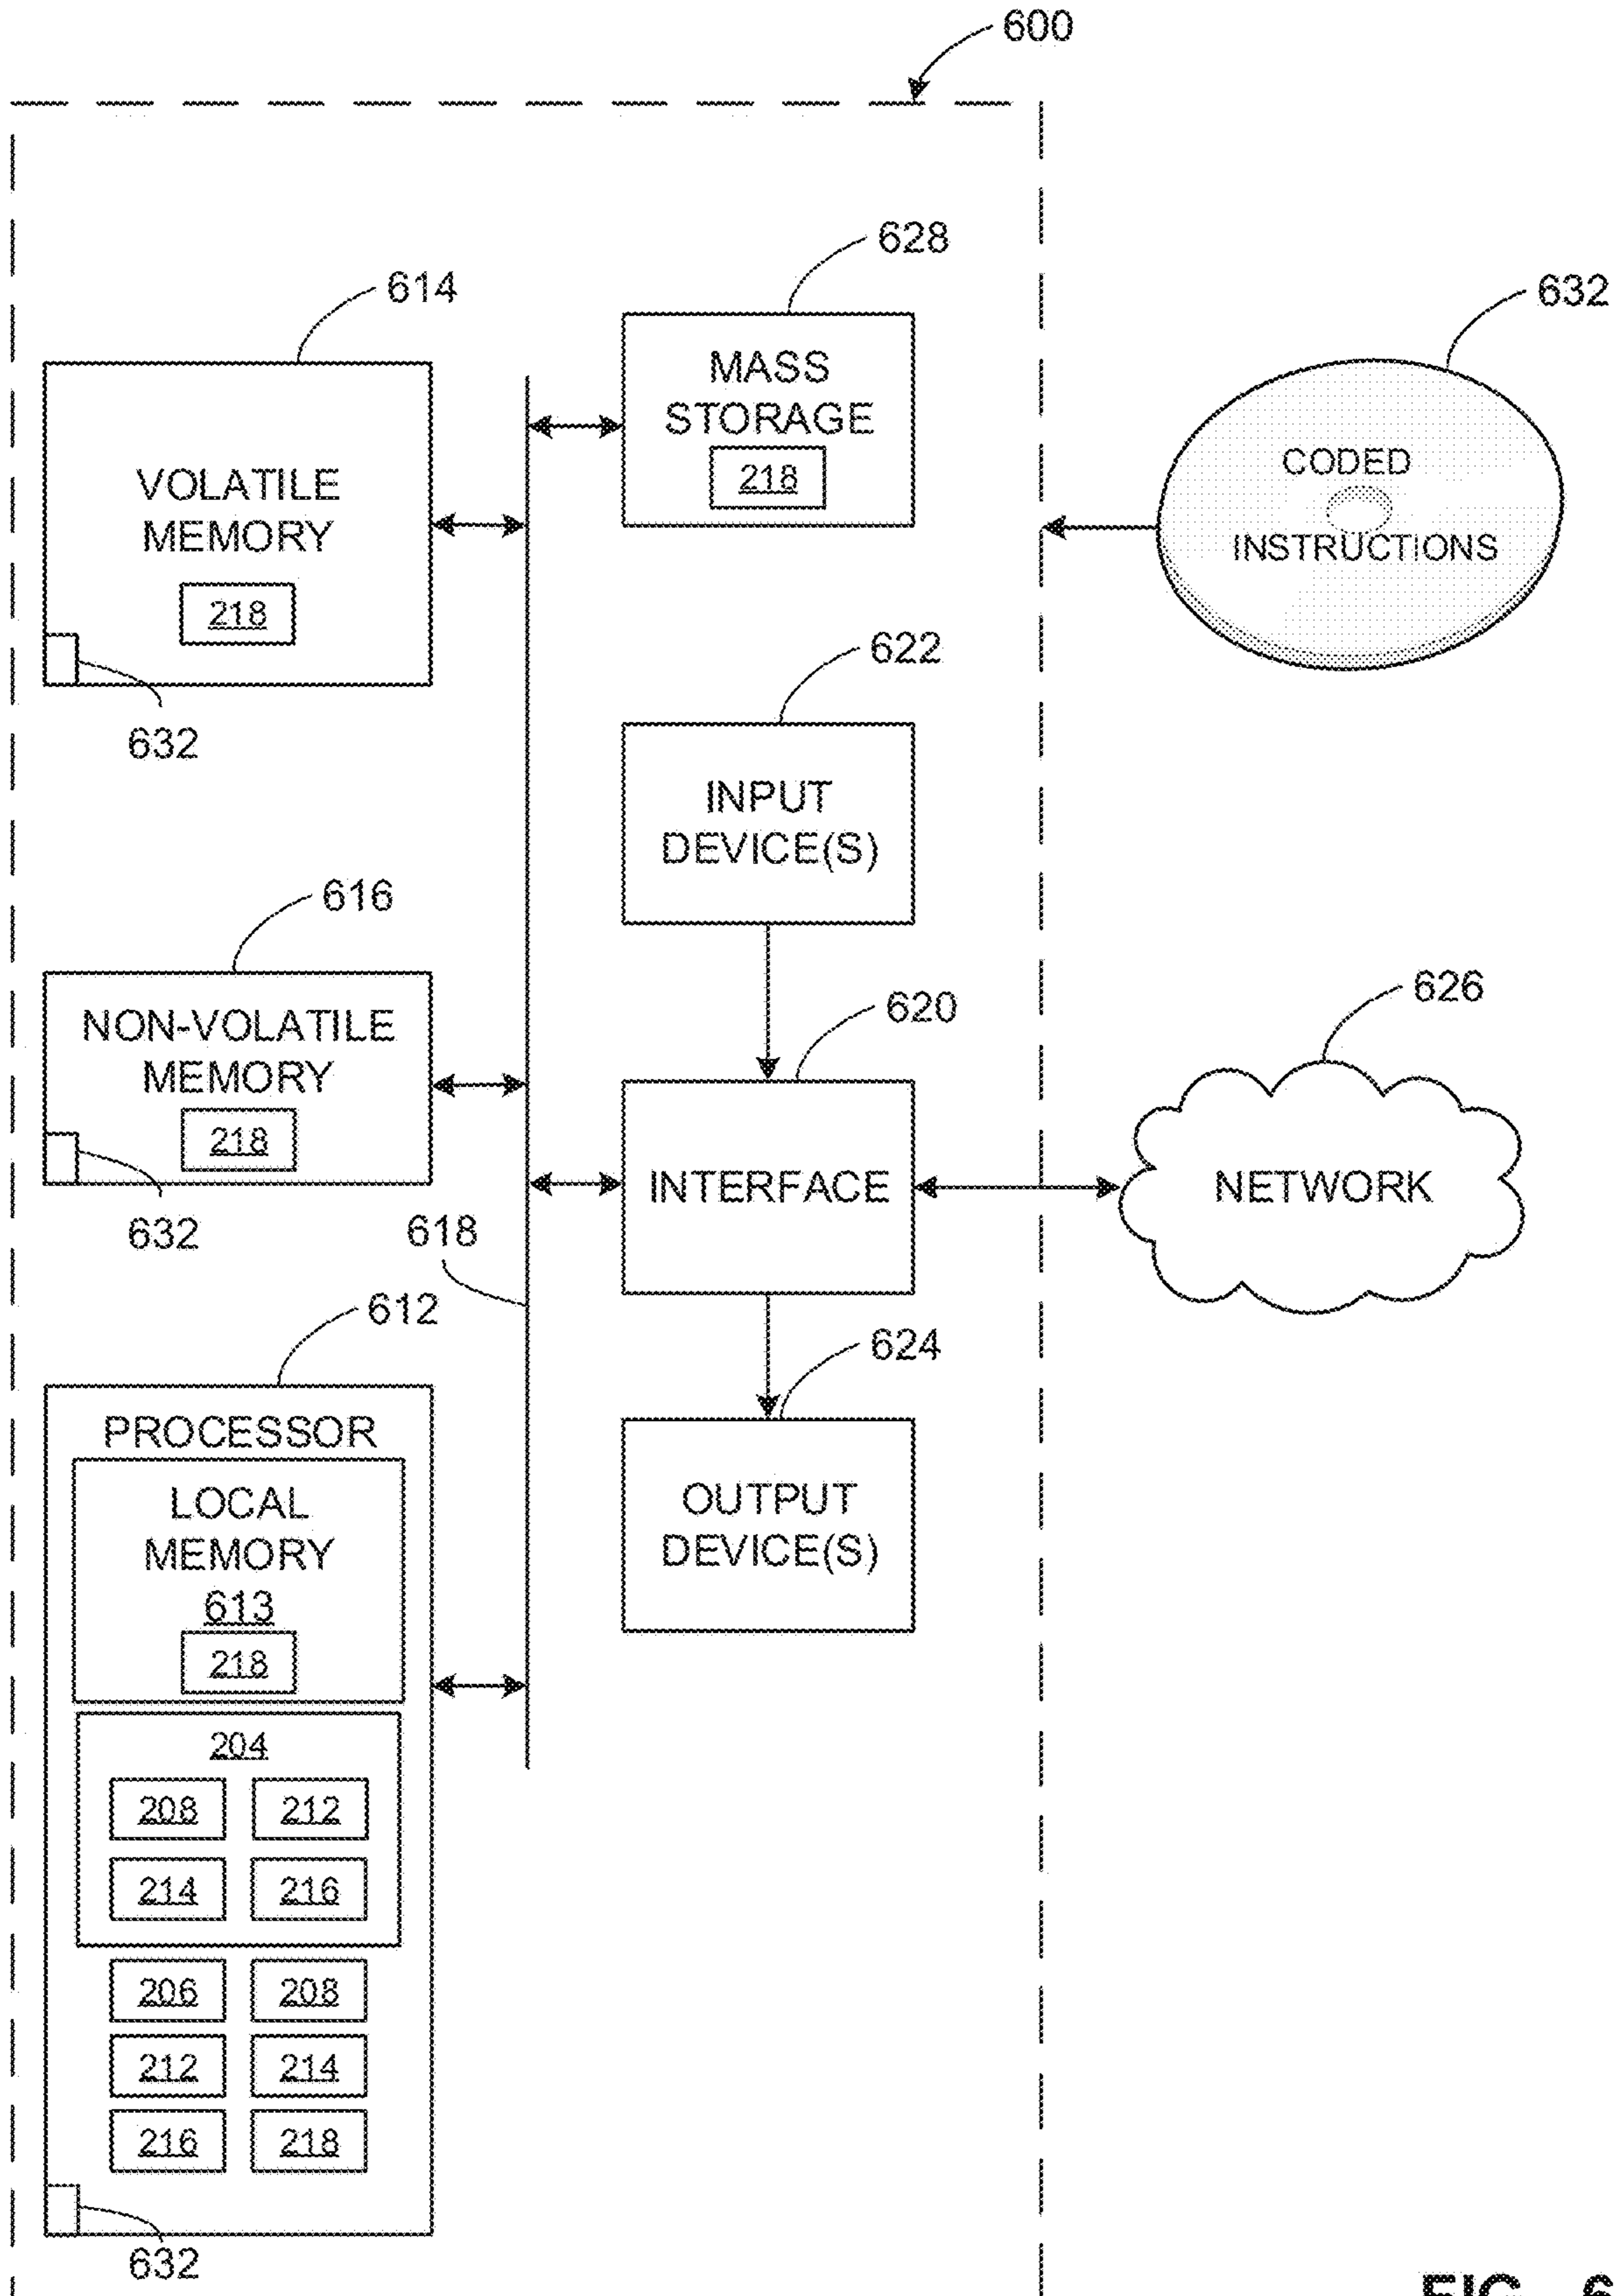 600
628
614
632
MASS
STORAGE
218
VOLATILE
MEMORY
218
CODED
INSTRUCTIONS
632
622
INPUT
DEVICE(S)
616
NON-VOLATILE
MEMORY
218
632
620
626
INTERFACE
NETWORK
618
612
624
PROCESSOR
LOCAL
MEMORY
613
218
OUTPUT
DEVICE(S)
204
208 212
214 216
206 208
212 214
216 218
632
FIG. 6